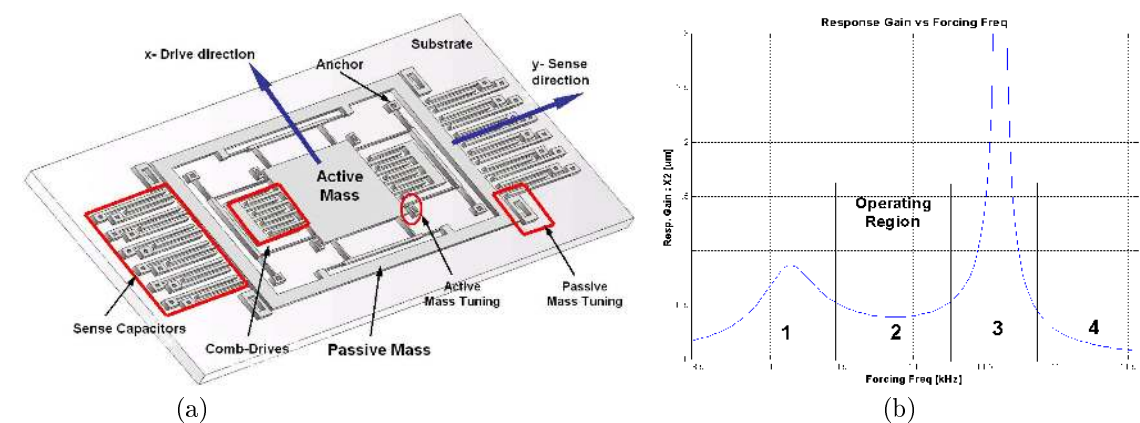 x- Drive direction
Substrate
Anchor
y- Sense
direction
Active
Mass
Active
Mass Tuning
Passive
Mass Tuning
Sense Capacitors
Comb-Drives
Passive Mass
(a)
Response Gain vs Forcing Freq
Resp. Gain : X2 [um]
Operating
Region
1
2
3
4
Forcing Freq [kHz]
(b)